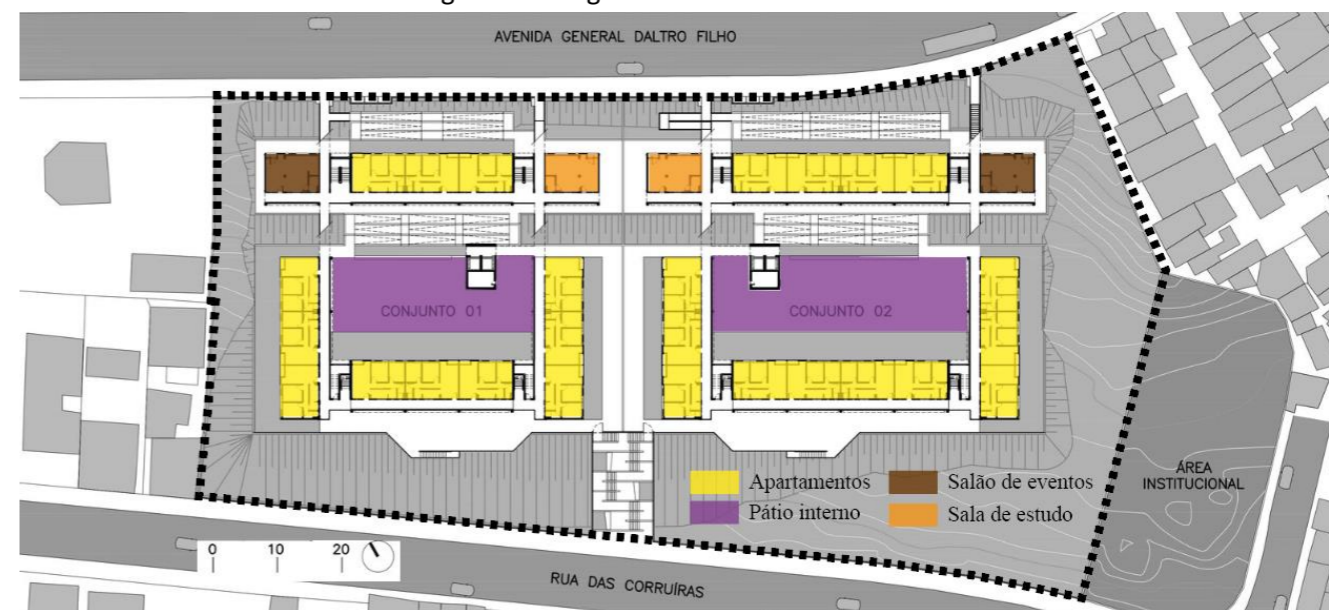 AVENIDA GENERAL DALTRO FILHO
CONJUNTO 01
CONJUNTO 02
ÁREA
INSTITUCIONAL
Apartamentos
Salão de eventos
Pátio interno
Sala de estudo
0 10 20
RUA DAS CORRUÍRAS